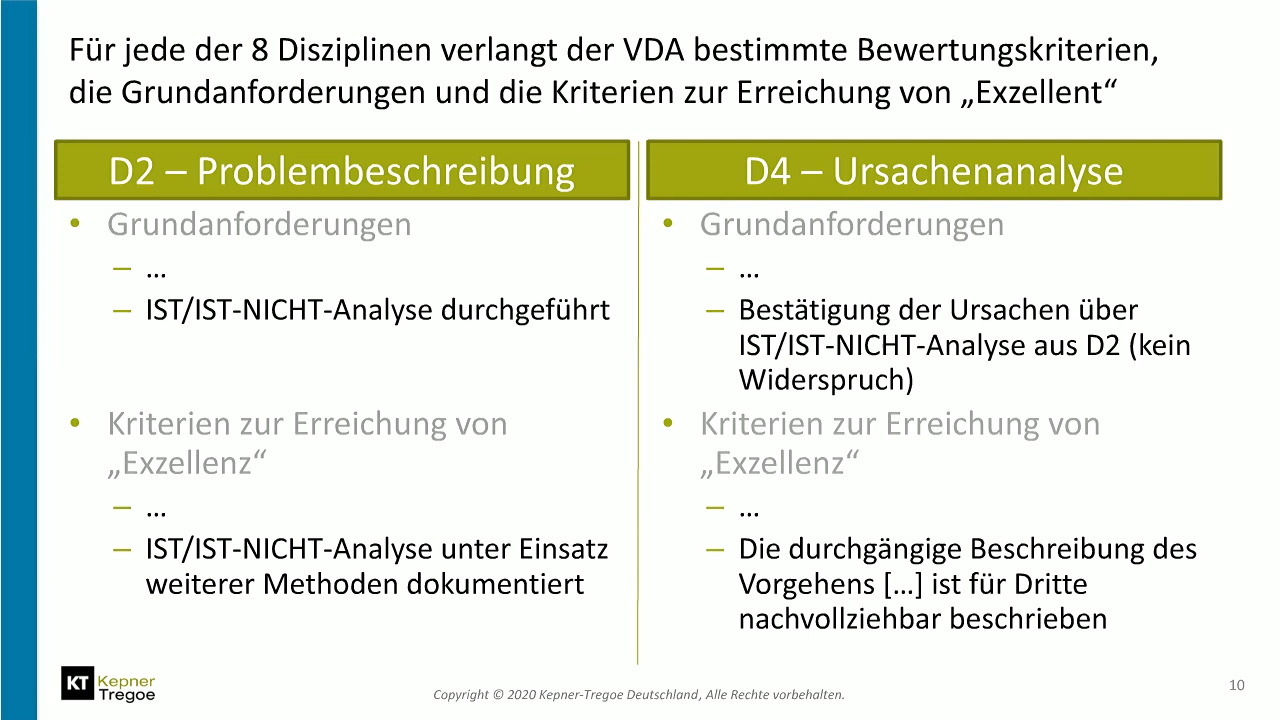 Für jede der 8 Disziplinen verlangt der VDA bestimmte Bewertungskriterien,
die Grundanforderungen und die Kriterien zur Erreichung von „Exzellent“
D2 – Problembeschreibung
• Grundanforderungen
– ...
– IST/IST-NICHT-Analyse durchgeführt
• Kriterien zur Erreichung von
„Exzellenz“
– ...
– IST/IST-NICHT-Analyse unter Einsatz
weiterer Methoden dokumentiert
D4 – Ursachenanalyse
• Grundanforderungen
– ...
– Bestätigung der Ursachen über
IST/IST-NICHT-Analyse aus D2 (kein
Widerspruch)
• Kriterien zur Erreichung von
„Exzellenz“
– ...
– Die durchgängige Beschreibung des
Vorgehens [...] ist für Dritte
nachvollziehbar beschrieben
KT Kepner
Tregoe
Copyright © 2020 Kepner-Tregoe Deutschland, Alle Rechte vorbehalten.
10